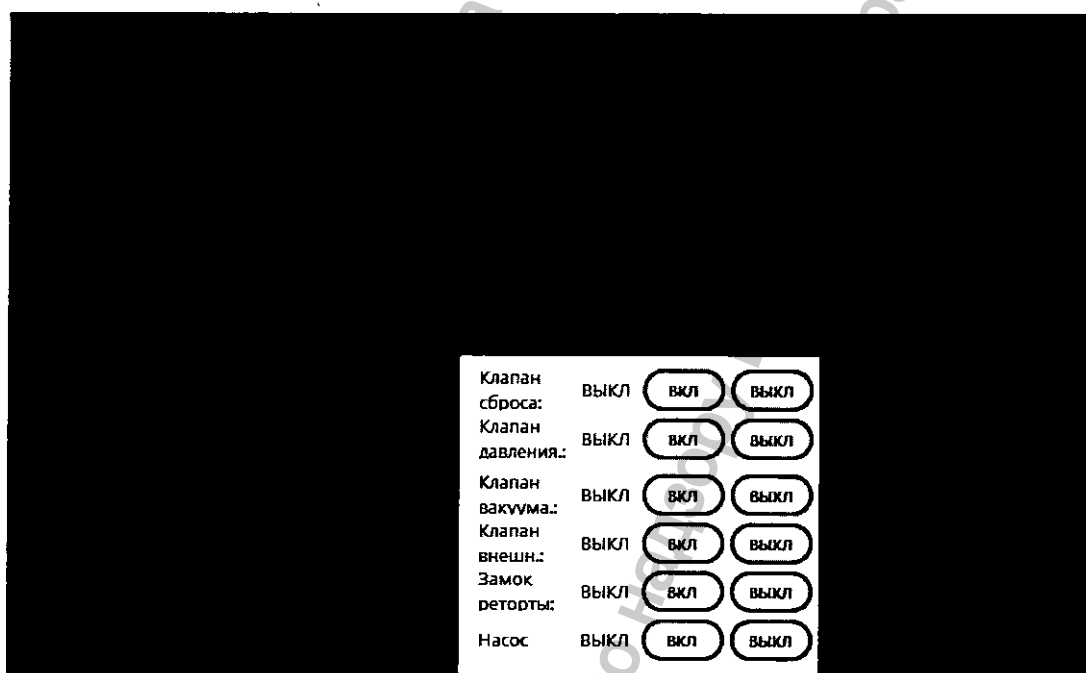 Клапан
сброса: ВЫКЛ ВКЛ ВЫКЛ
Клапан
давления.: ВЫКЛ ВКЛ ВЫКЛ
Клапан
вакуума.: ВЫКЛ ВКЛ ВЫКЛ
Клапан
внешн.: ВЫКЛ ВКЛ ВЫКЛ
Замок
реторты: ВЫКЛ ВКЛ ВЫКЛ
Насос ВЫКЛ ВКЛ ВЫКЛ
о надзору